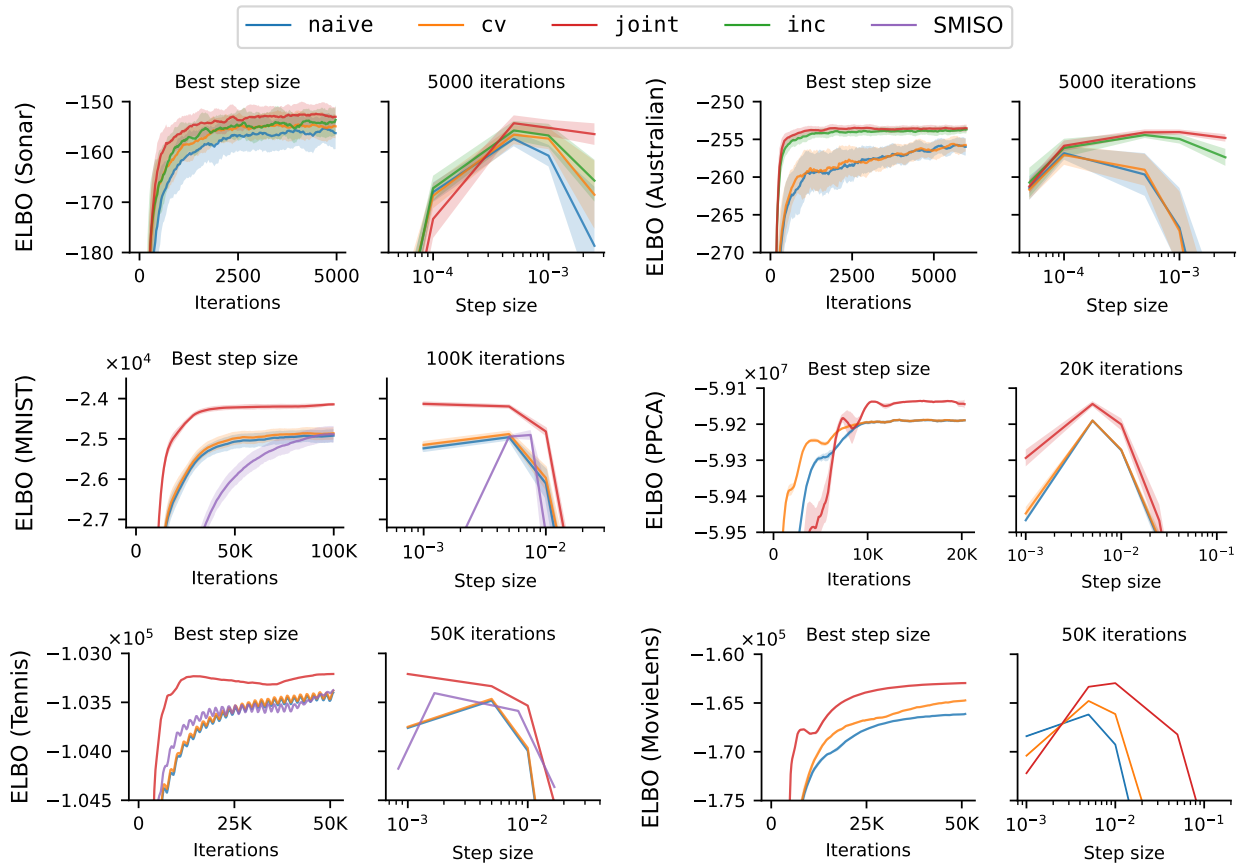 naive cv joint inc SMISO
Best step size 5000 iterations Best step size 5000 iterations
ELBO (Sonar)
−150
−160
−170
−180
0 2500 5000
Iterations
10⁻⁴ 10⁻³
Step size
ELBO (Australian)
−250
−255
−260
−265
−270
0 2500 5000
Iterations
10⁻⁴ 10⁻³
Step size
×10⁴ Best step size 100K iterations
ELBO (MNIST)
−2.4
−2.5
−2.6
−2.7
0 50K 100K
Iterations
10⁻³ 10⁻²
Step size
×10⁷ Best step size 20K iterations
ELBO (PPCA)
−5.91
−5.92
−5.93
−5.94
−5.95
0 10K 20K
Iterations
10⁻³ 10⁻² 10⁻¹
Step size
×10⁵ Best step size 50K iterations
ELBO (Tennis)
−1.030
−1.035
−1.040
−1.045
0 25K 50K
Iterations
10⁻³ 10⁻²
Step size
×10⁵ Best step size 50K iterations
ELBO (MovieLens)
−1.60
−1.65
−1.70
−1.75
0 25K 50K
Iterations
10⁻³ 10⁻² 10⁻¹
Step size